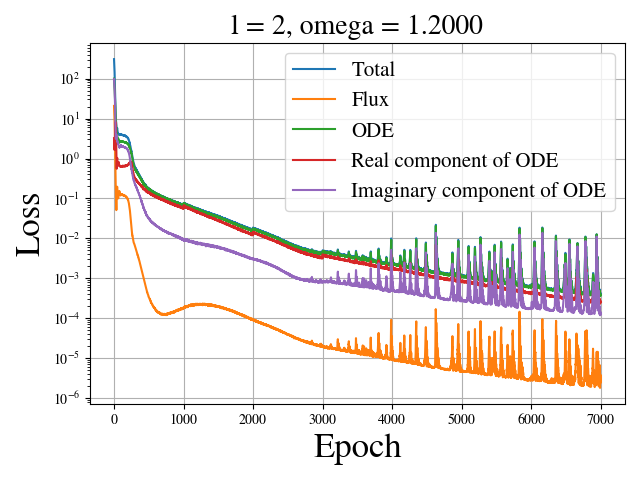 l = 2, omega = 1.2000
Total
Flux
ODE
Real component of ODE
Imaginary component of ODE
Loss
10^2
10^1
10^0
10^-1
10^-2
10^-3
10^-4
10^-5
10^-6
0 1000 2000 3000 4000 5000 6000 7000
Epoch